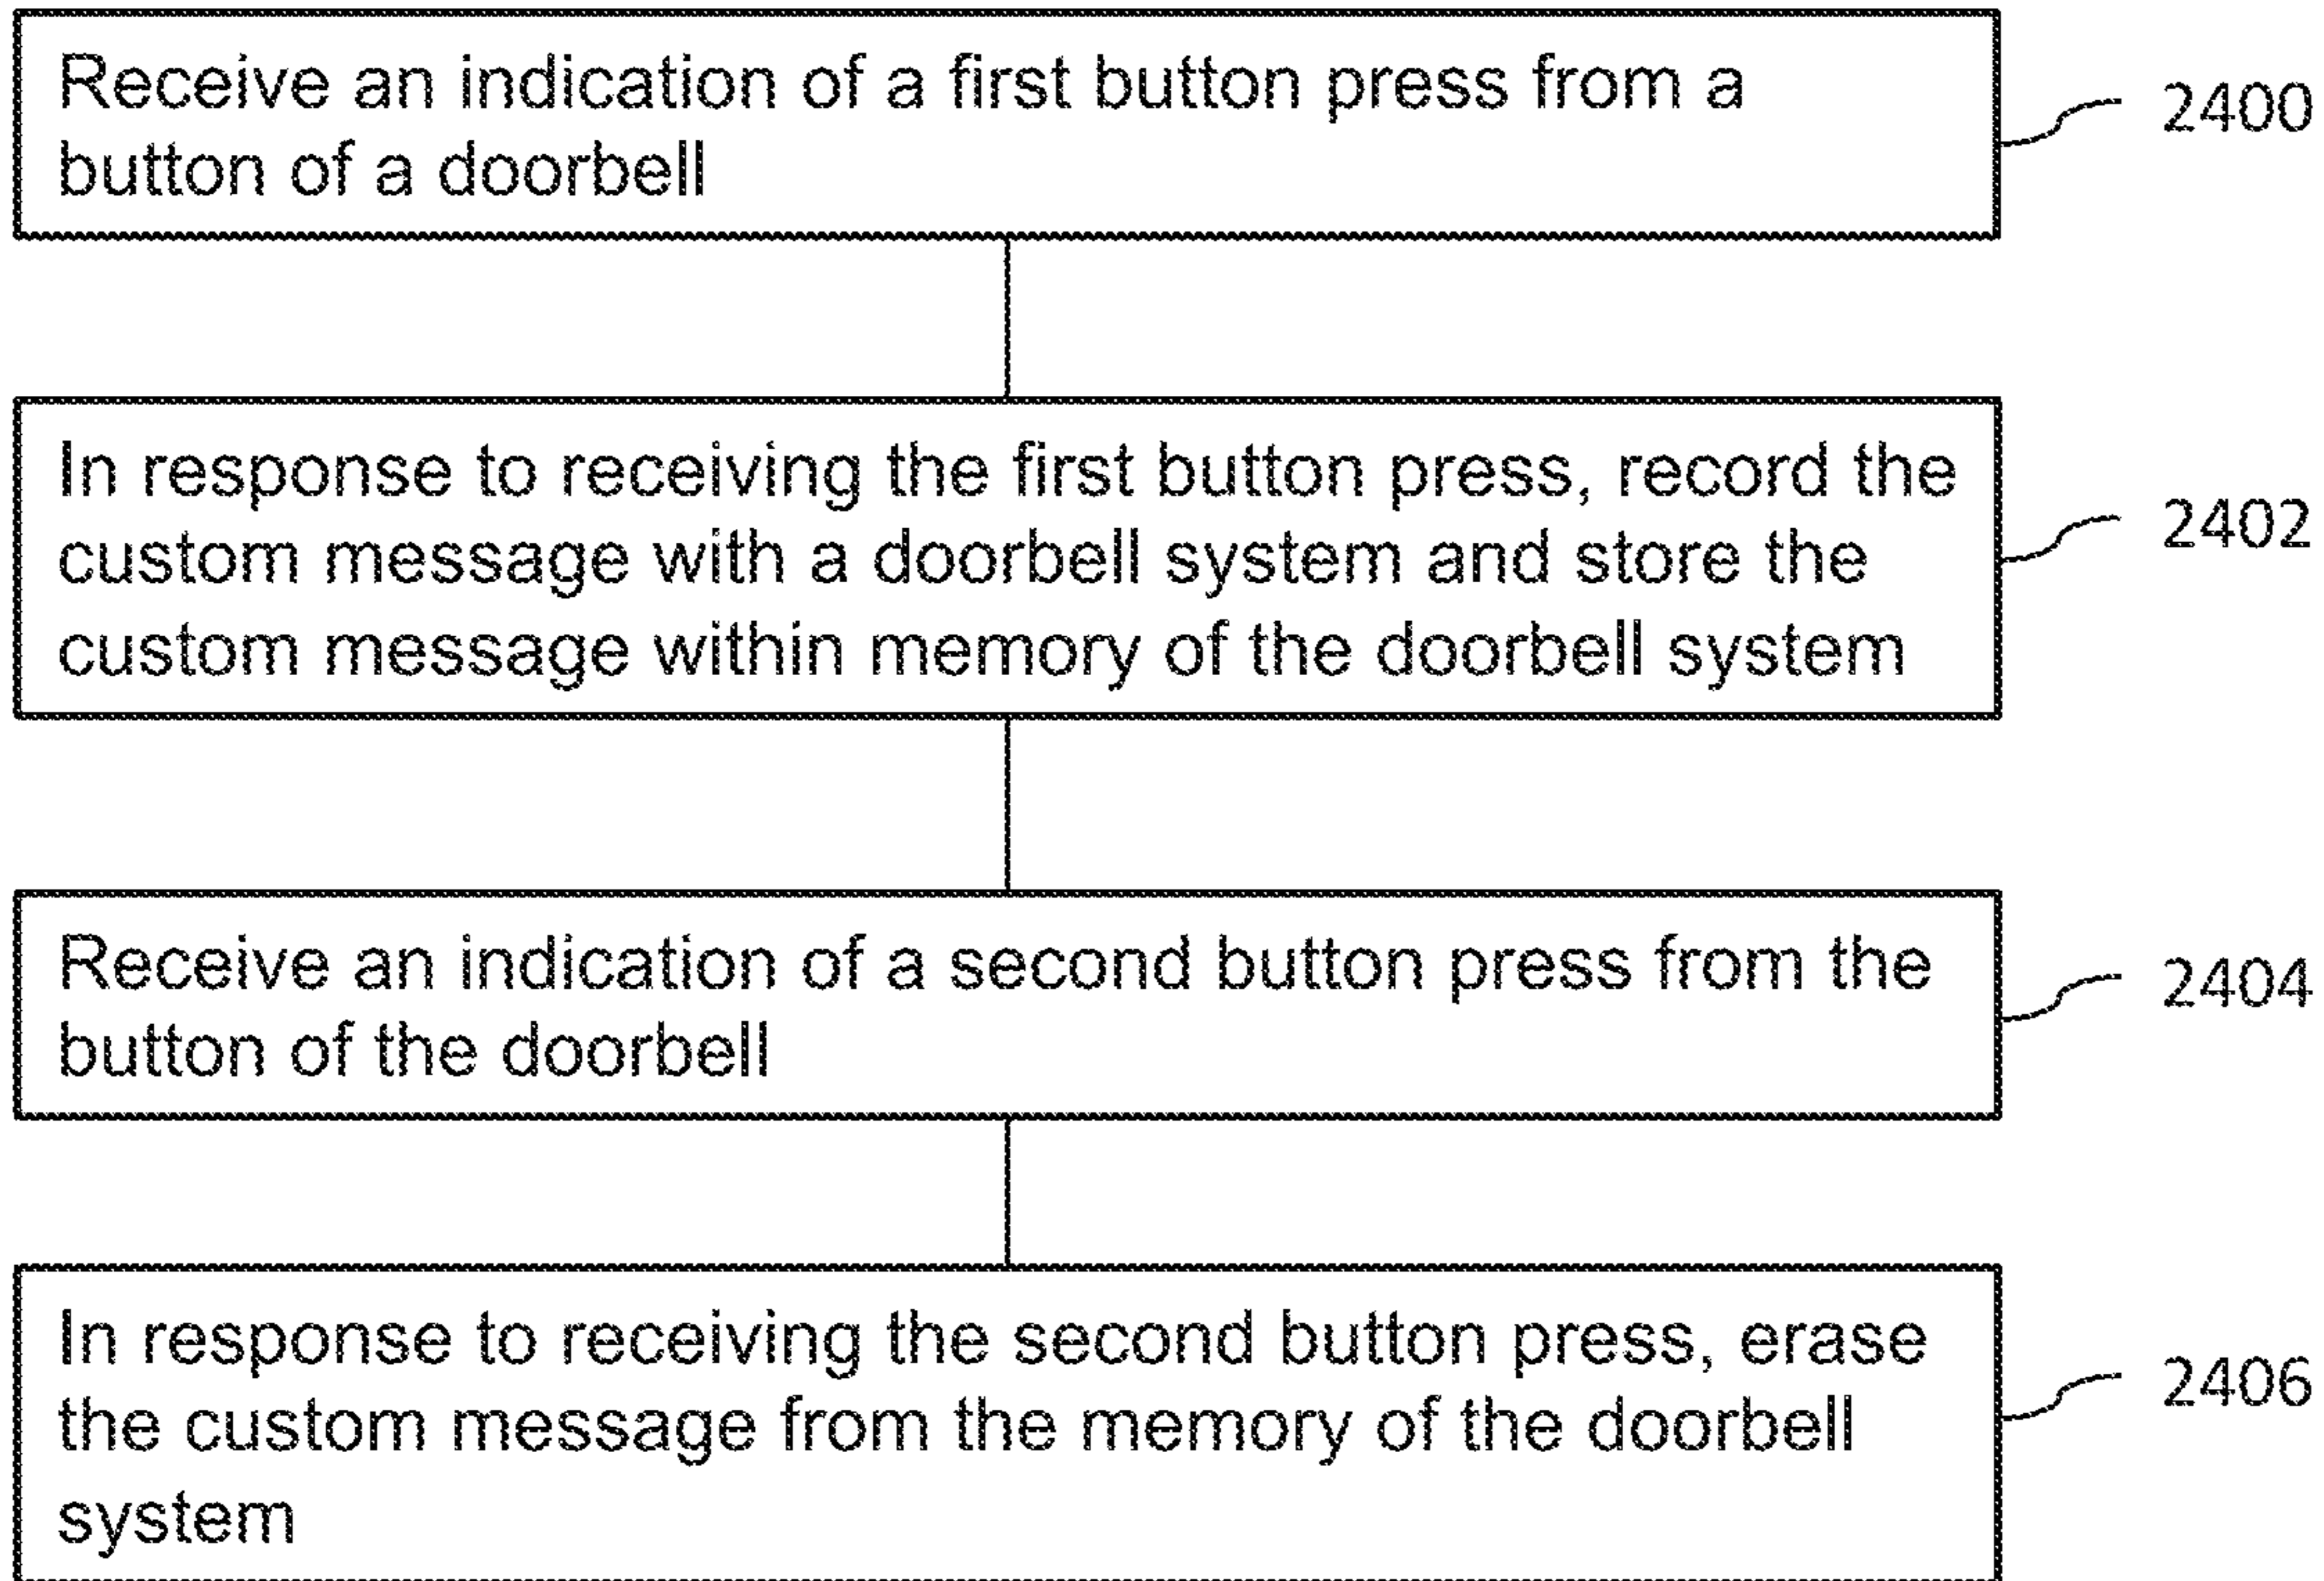 Receive an indication of a first button press from a
button of a doorbell
2400
In response to receiving the first button press, record the
custom message with a doorbell system and store the
custom message within memory of the doorbell system
2402
Receive an indication of a second button press from the
button of the doorbell
2404
In response to receiving the second button press, erase
the custom message from the memory of the doorbell
system
2406